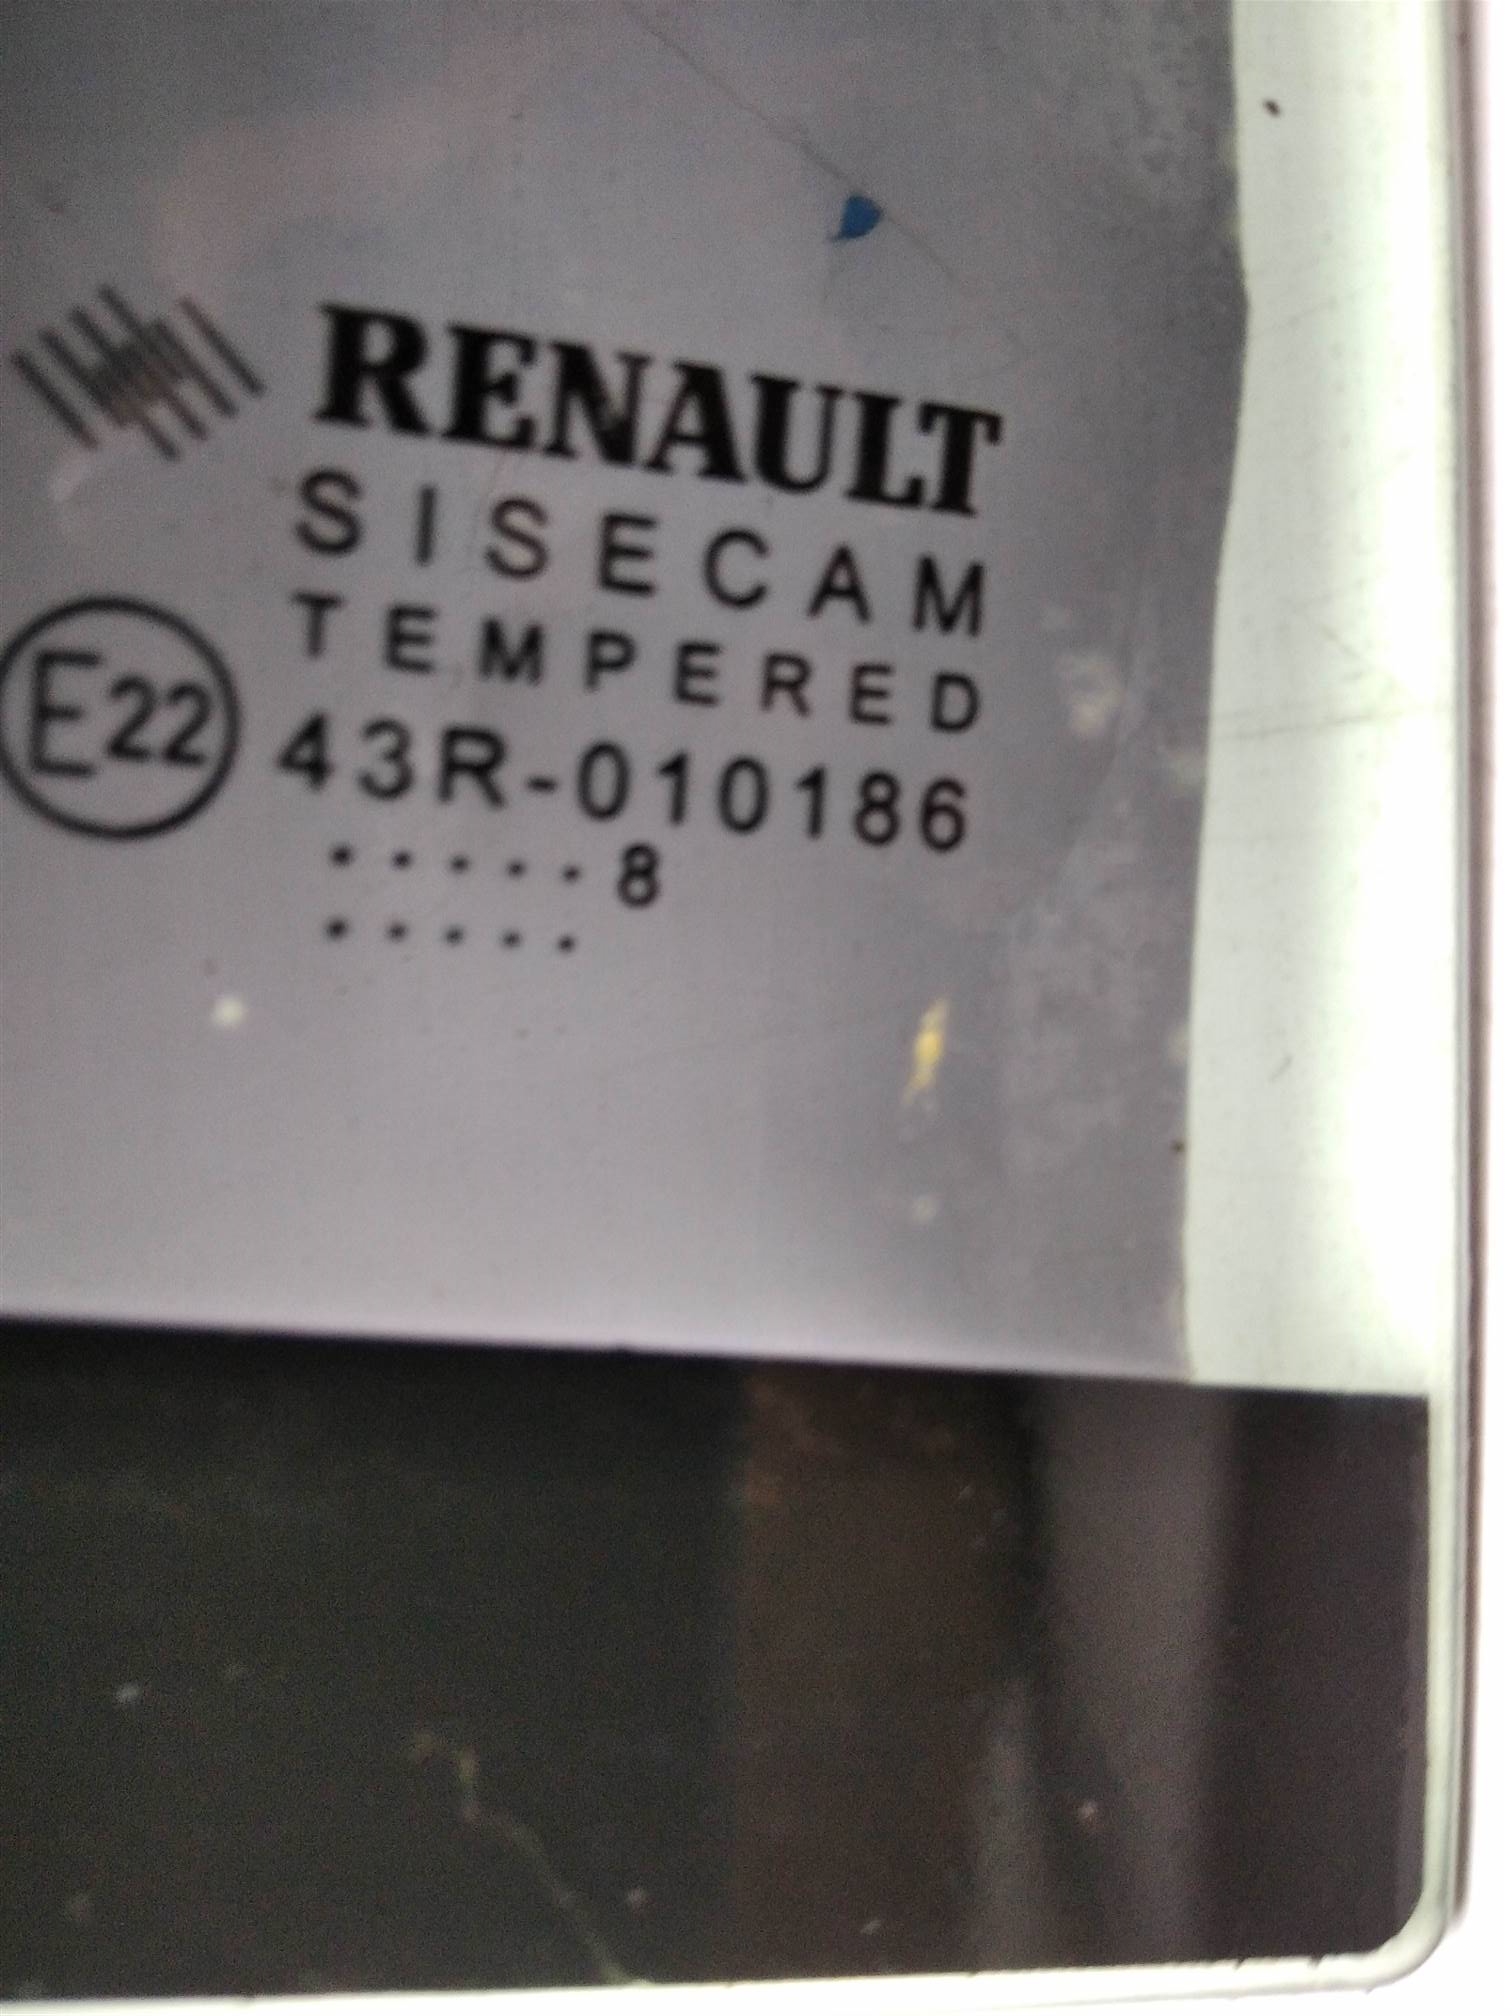 RENAULT
SISECAM
TEMPERED
E22
43R-010186
.....8
.....